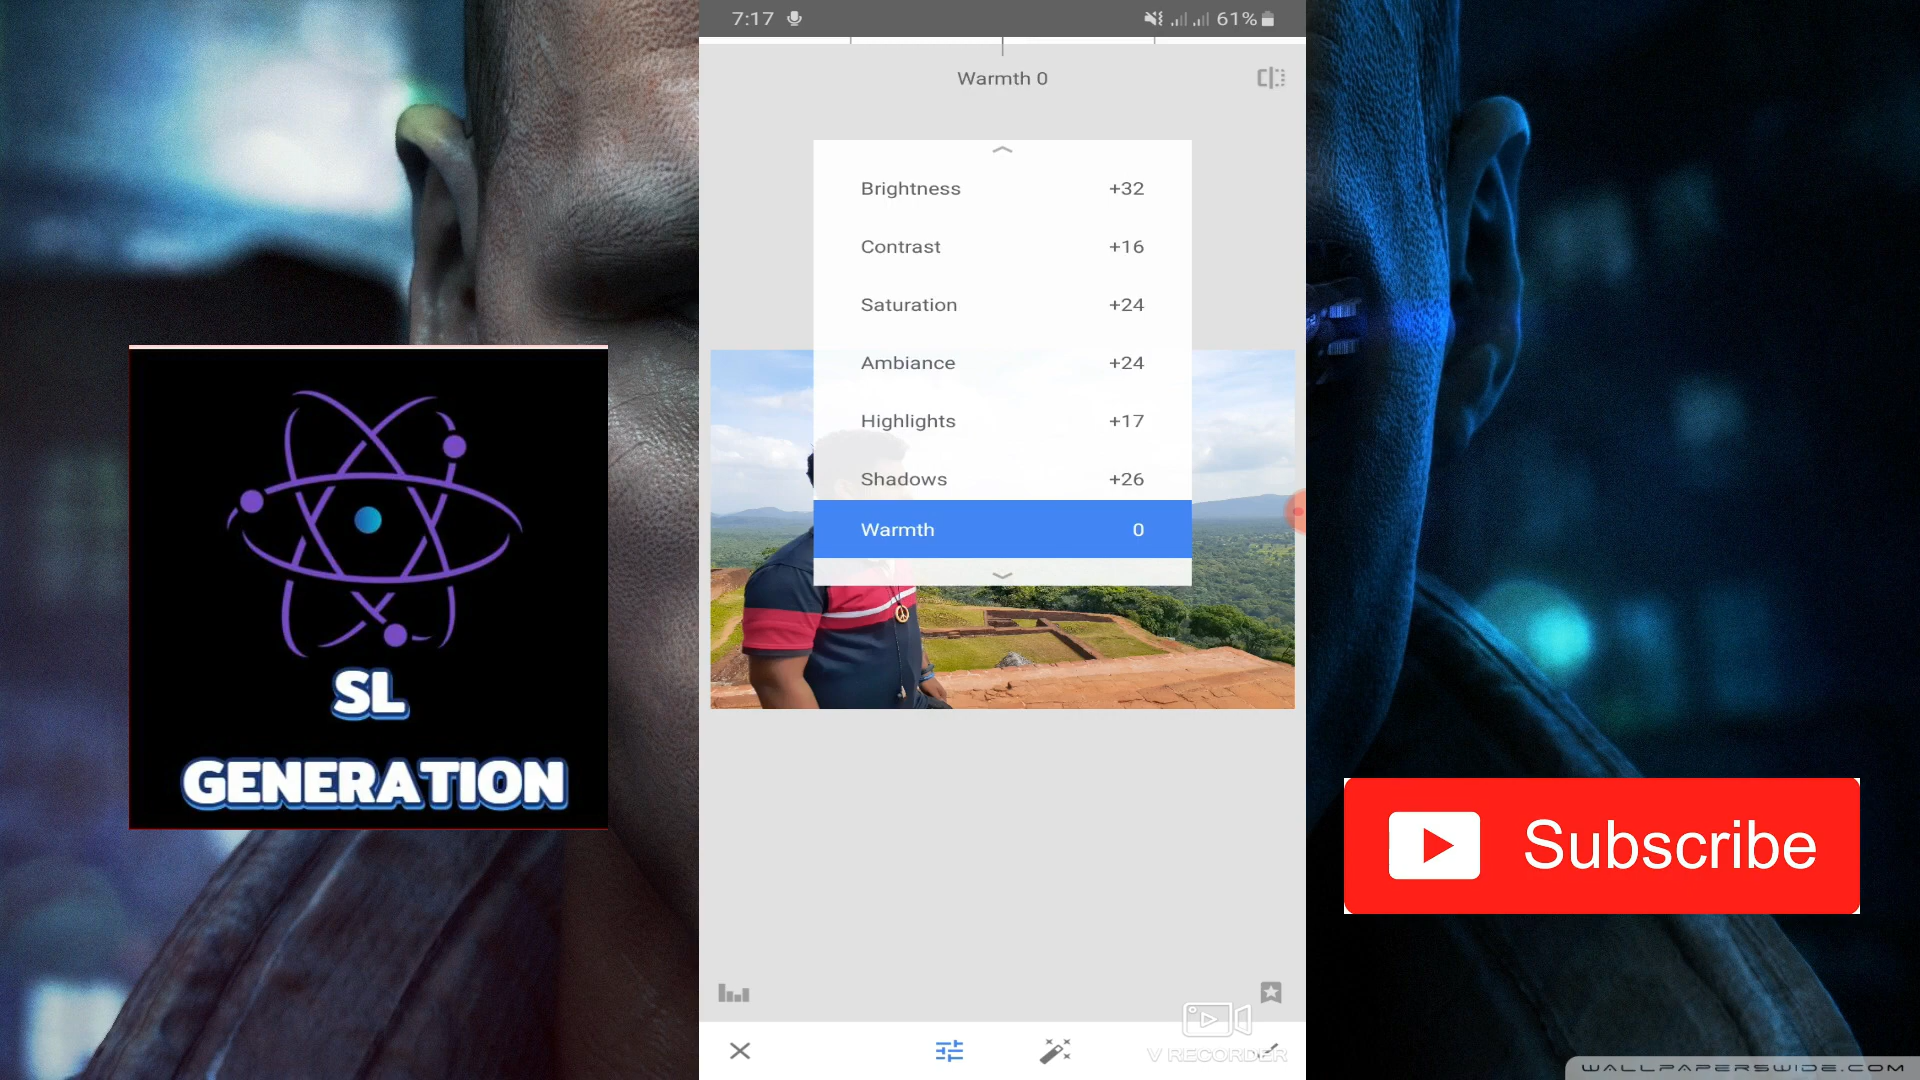 7:17
61%
Warmth 0
Brightness +32
Contrast +16
Saturation +24
Ambiance +24
Highlights +17
Shadows +26
Warmth 0
SL
GENERATION
Subscribe
V RECORDER
WALLPAPERSWIDE.COM